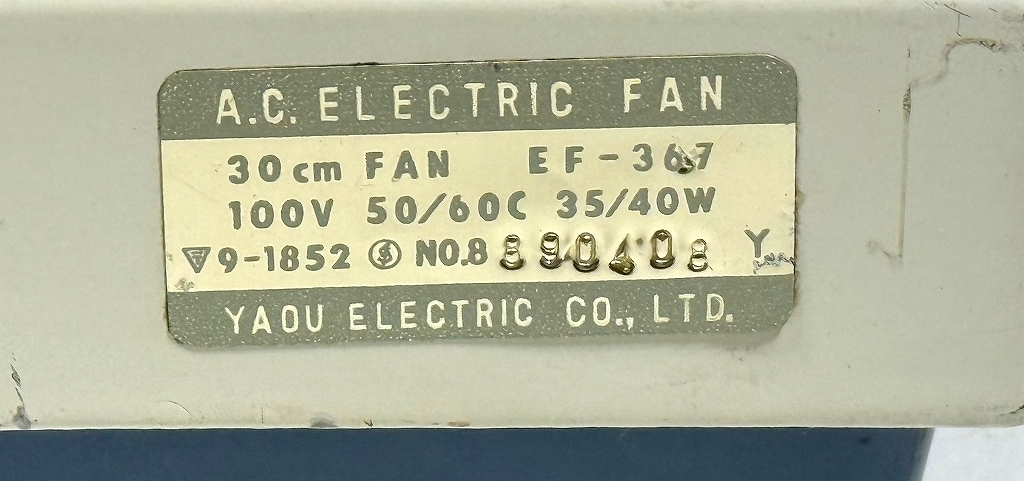 A.C. ELECTRIC FAN
30cm FAN EF-367
100V 50/60C 35/40W
9-1852 NO.8 890408 Y
YAOU ELECTRIC CO., LTD.